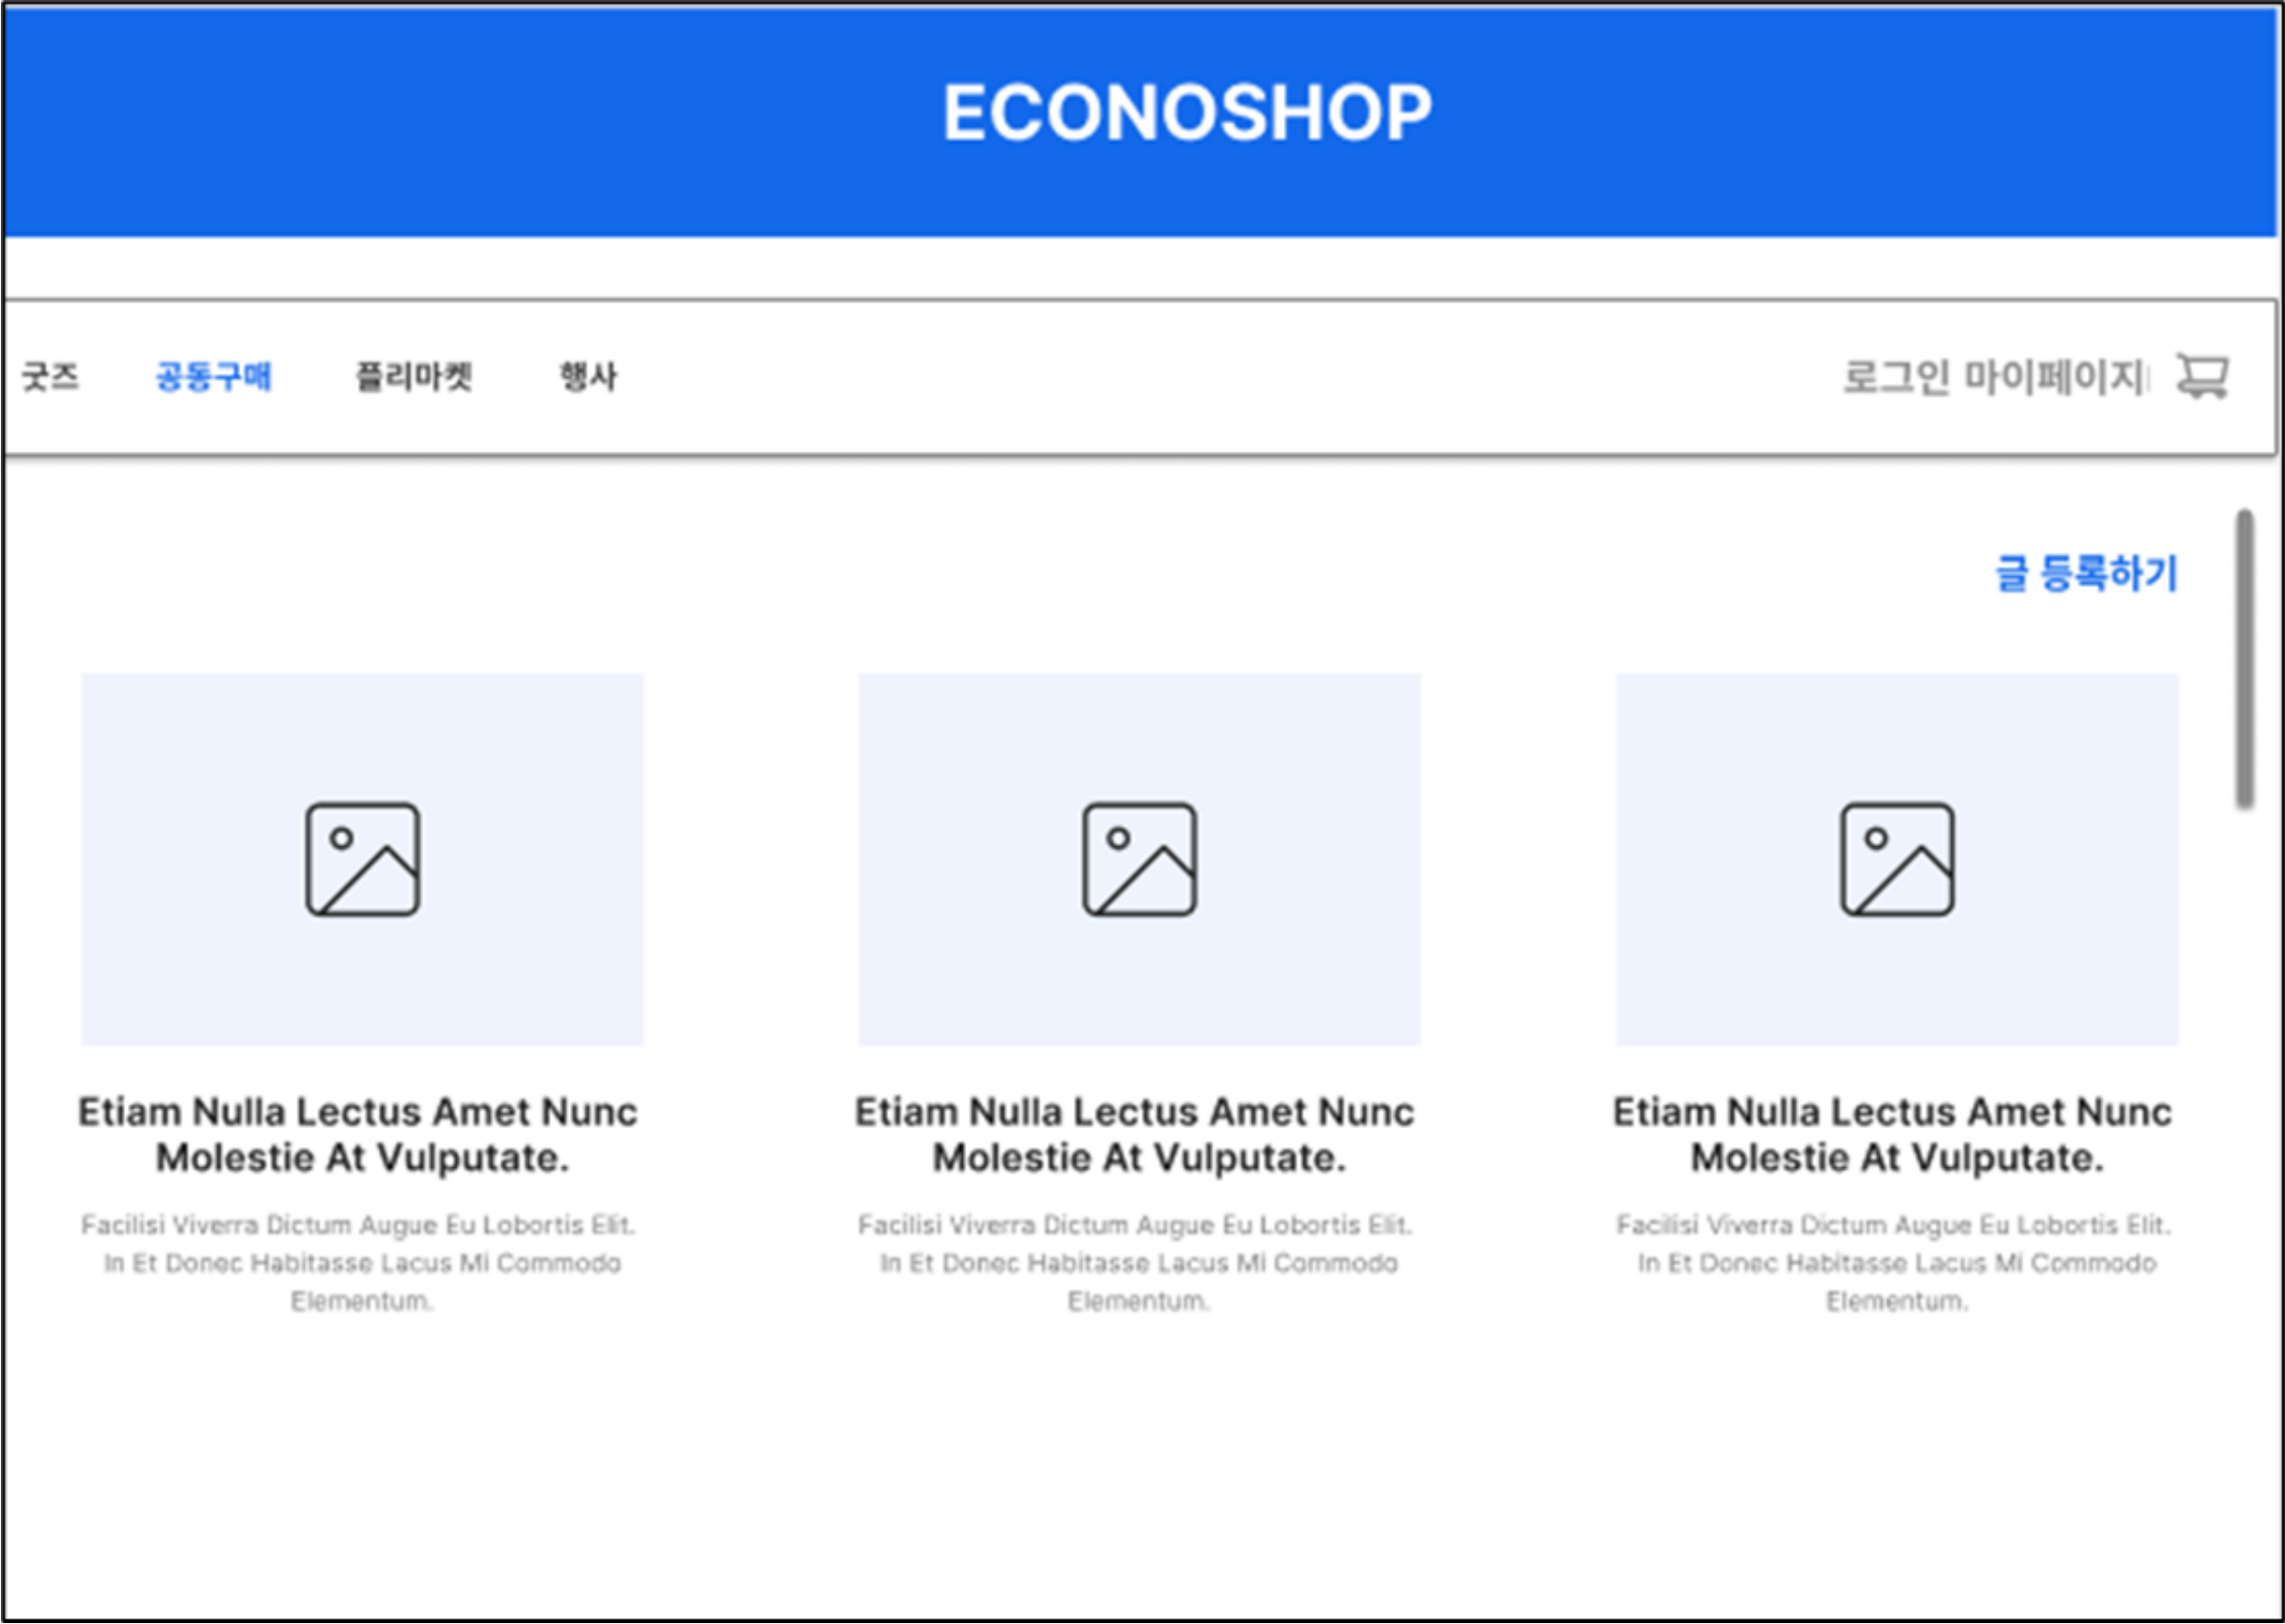 ECONOSHOP
굿즈 공동구매 플리마켓 행사 로그인 마이페이지
글 등록하기
Etiam Nulla Lectus Amet Nunc
Molestie At Vulputate.
Facilisi Viverra Dictum Augue Eu Lobortis Elit.
In Et Donec Habitasse Lacus Mi Commodo
Elementum.
Etiam Nulla Lectus Amet Nunc
Molestie At Vulputate.
Facilisi Viverra Dictum Augue Eu Lobortis Elit.
In Et Donec Habitasse Lacus Mi Commodo
Elementum.
Etiam Nulla Lectus Amet Nunc
Molestie At Vulputate.
Facilisi Viverra Dictum Augue Eu Lobortis Elit.
In Et Donec Habitasse Lacus Mi Commodo
Elementum.